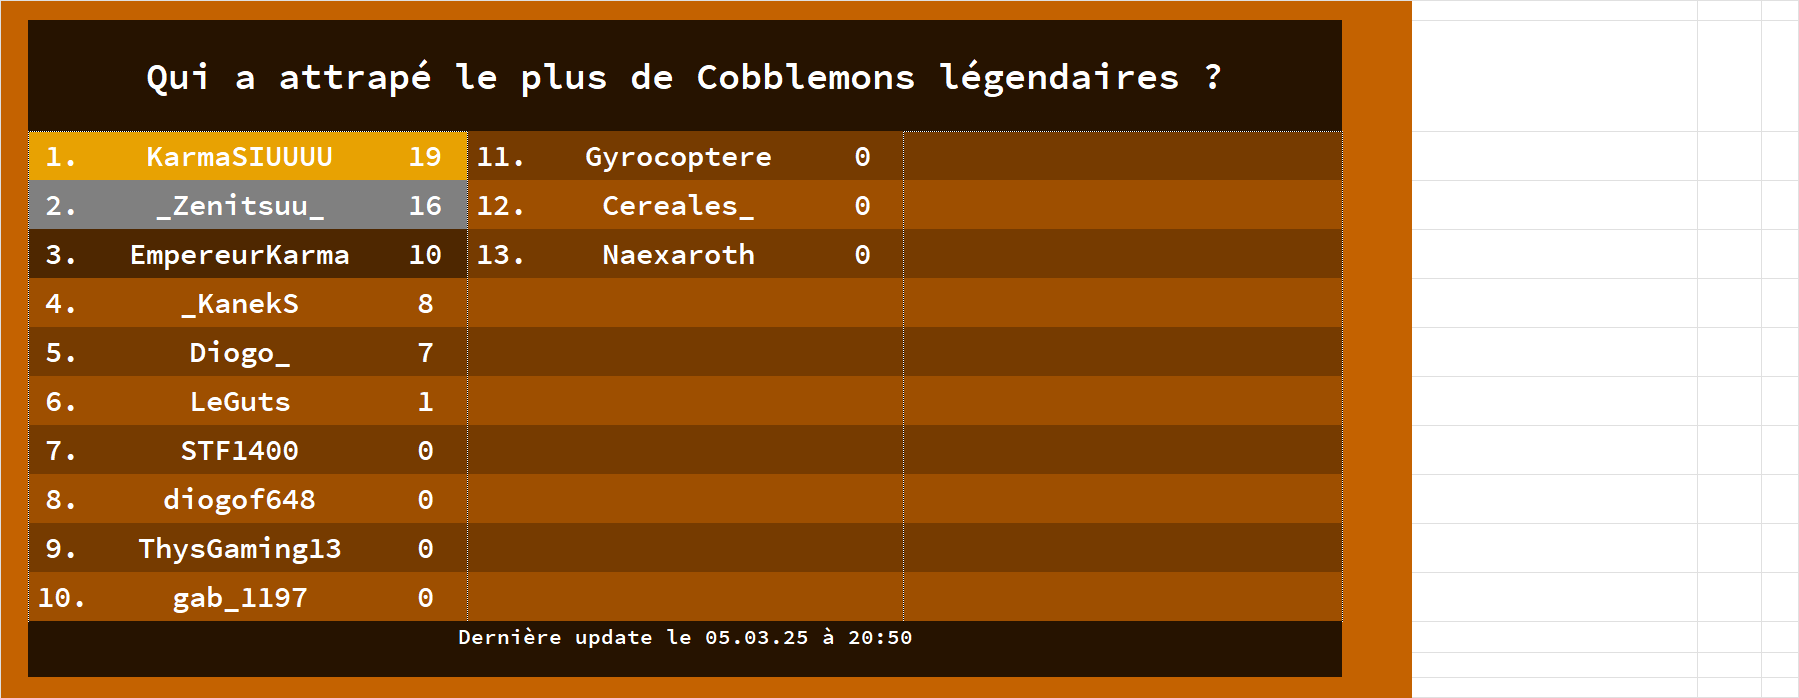 Qui a attrapé le plus de Cobblemons légendaires ?
1. KarmaSIUUUU 19
2. _Zenitsuu_ 16
3. EmpereurKarma 10
4. _KanekS 8
5. Diogo_ 7
6. LeGuts 1
7. STF1400 0
8. diogof648 0
9. ThysGaming13 0
10. gab_1197 0
11. Gyrocoptere 0
12. Cereales_ 0
13. Naexaroth 0
Dernière update le 05.03.25 à 20:50